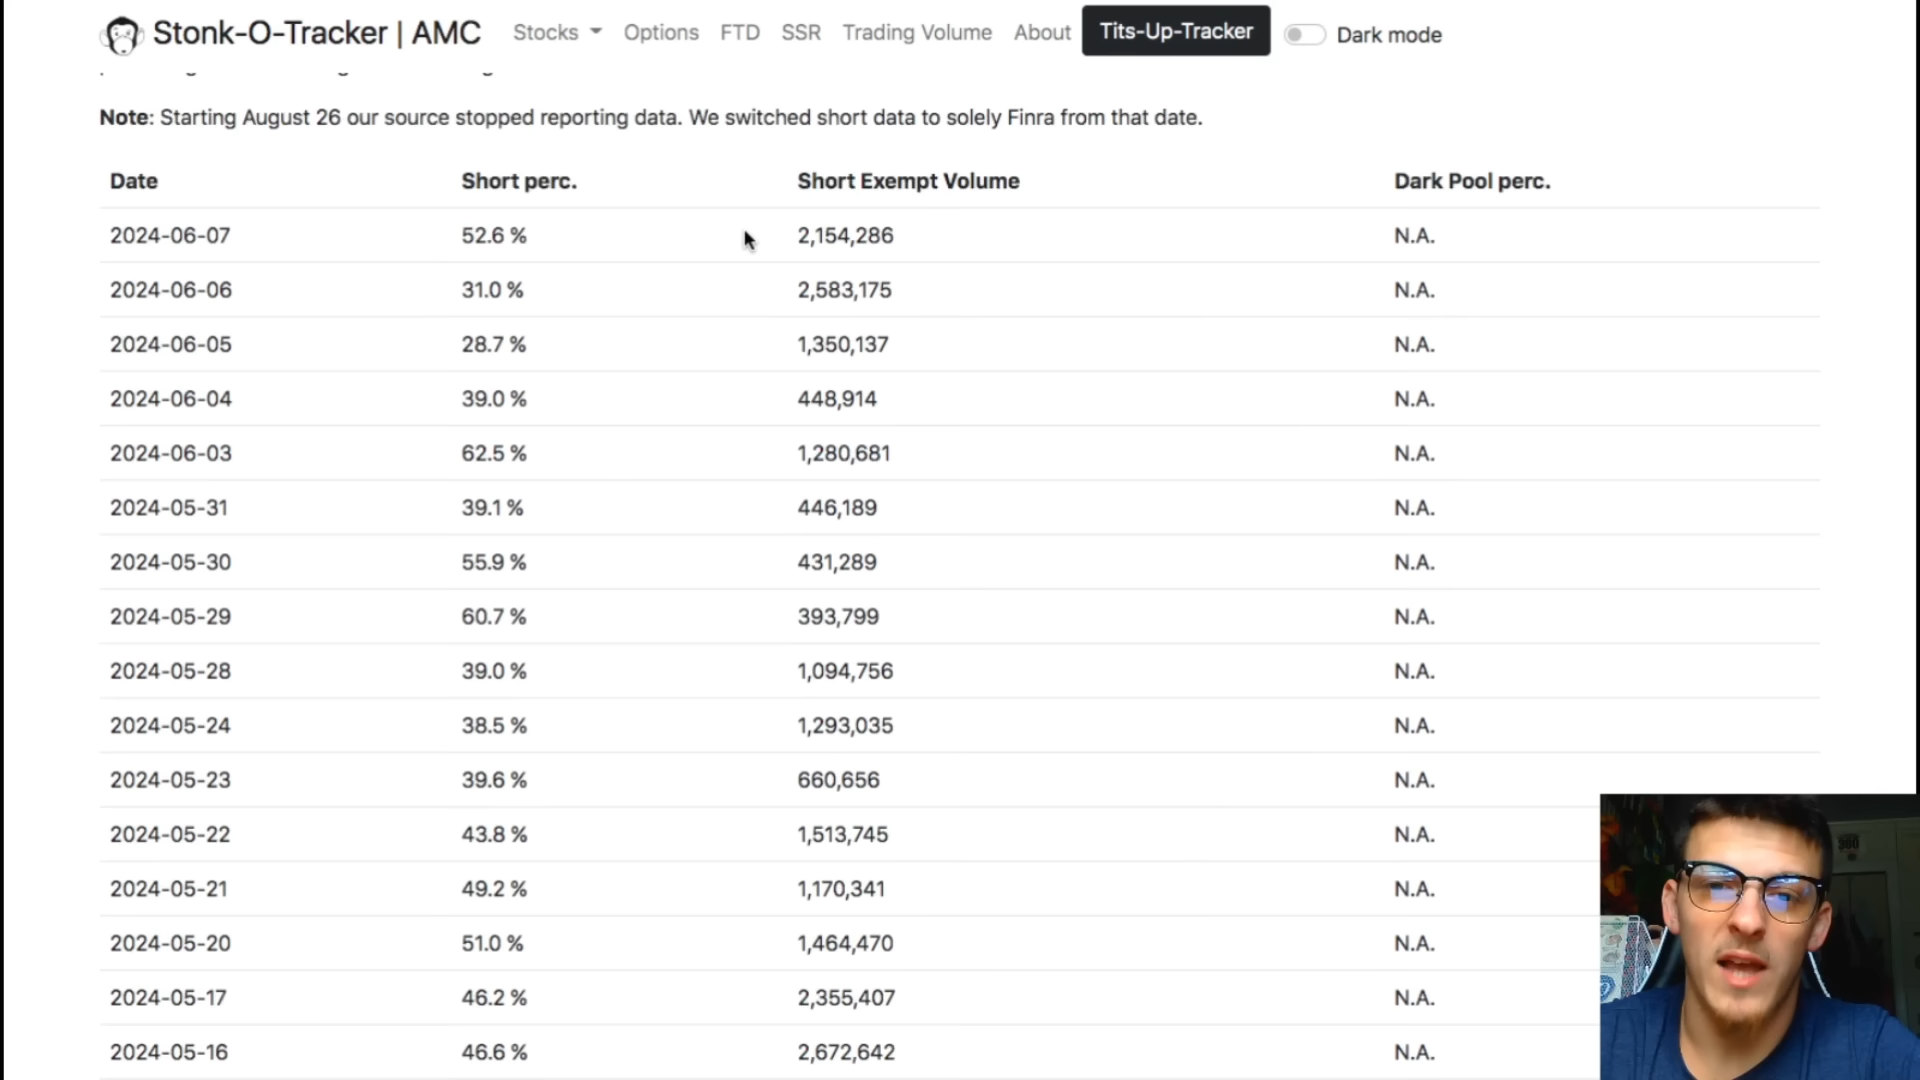 Stonk-O-Tracker | AMC Stocks Options FTD SSR Trading Volume About Tits-Up-Tracker Dark mode
Note: Starting August 26 our source stopped reporting data. We switched short data to solely Finra from that date.
Date Short perc. Short Exempt Volume Dark Pool perc.
2024-06-07 52.6 % 2,154,286 N.A.
2024-06-06 31.0 % 2,583,175 N.A.
2024-06-05 28.7 % 1,350,137 N.A.
2024-06-04 39.0 % 448,914 N.A.
2024-06-03 62.5 % 1,280,681 N.A.
2024-05-31 39.1 % 446,189 N.A.
2024-05-30 55.9 % 431,289 N.A.
2024-05-29 60.7 % 393,799 N.A.
2024-05-28 39.0 % 1,094,756 N.A.
2024-05-24 38.5 % 1,293,035 N.A.
2024-05-23 39.6 % 660,656 N.A.
2024-05-22 43.8 % 1,513,745 N.A.
2024-05-21 49.2 % 1,170,341 N.A.
2024-05-20 51.0 % 1,464,470 N.A.
2024-05-17 46.2 % 2,355,407 N.A.
2024-05-16 46.6 % 2,672,642 N.A.